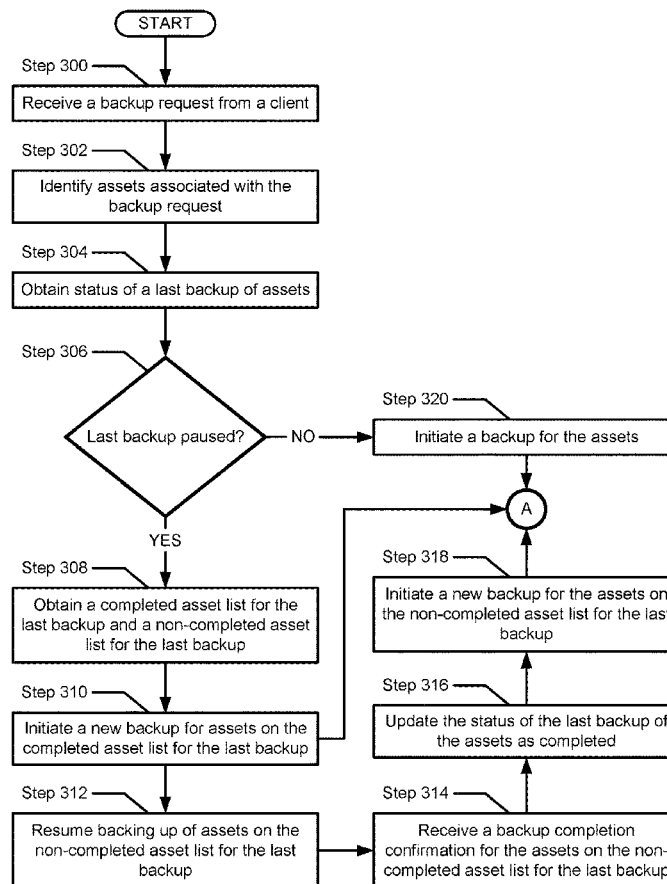 START
Step 300
Receive a backup request from a client
Step 302
Identify assets associated with the
backup request
Step 304
Obtain status of a last backup of assets
Step 306
Last backup paused?
NO
YES
Step 320
Initiate a backup for the assets
A
Step 308
Obtain a completed asset list for the
last backup and a non-completed asset
list for the last backup
Step 310
Initiate a new backup for assets on the
completed asset list for the last backup
Step 312
Resume backing up of assets on the
non-completed asset list for the last
backup
Step 314
Receive a backup completion
confirmation for the assets on the non-
completed asset list for the last backup
Step 316
Update the status of the last backup of
the assets as completed
Step 318
Initiate a new backup for the assets on
the non-completed asset list for the last
backup